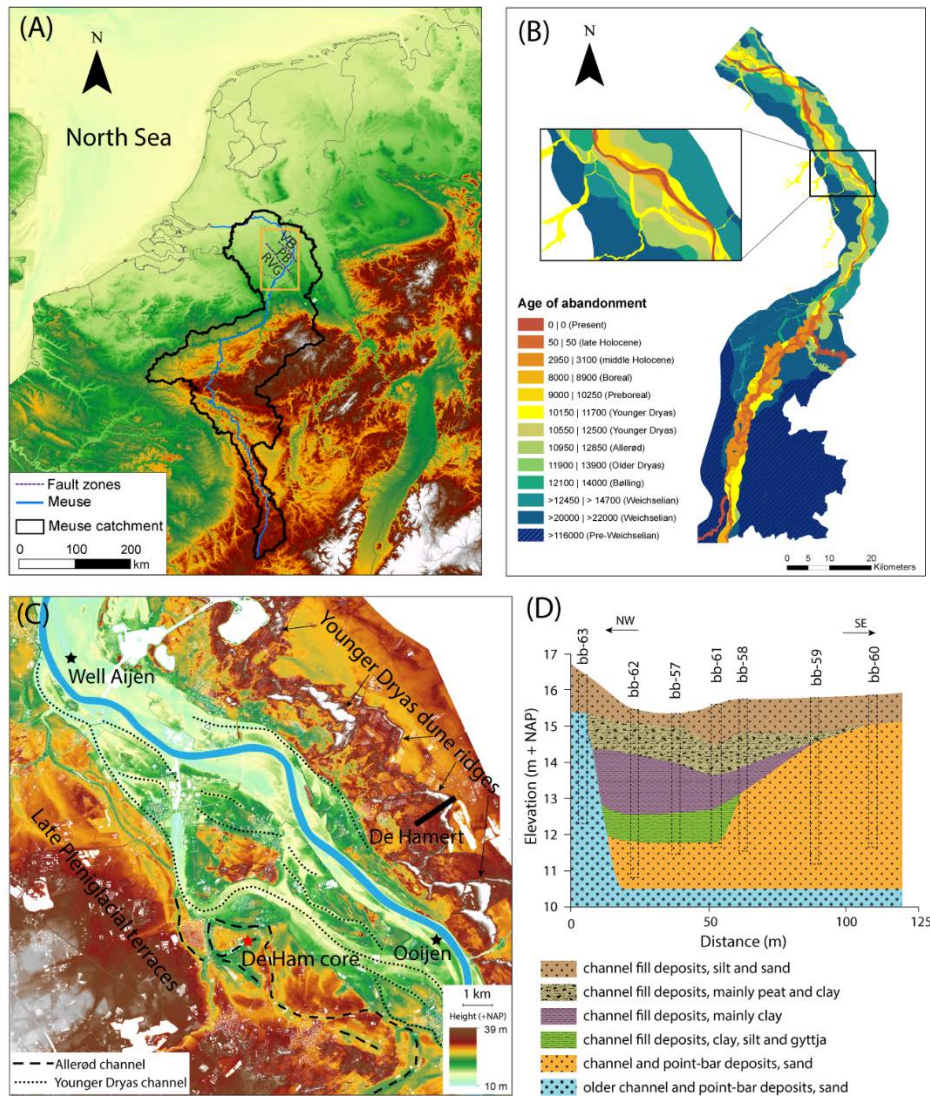 (A)
N
North Sea
VB
PB
RVG
Fault zones
Meuse
Meuse catchment
0 100 200
km
(B)
N
Age of abandonment
0 | 0 (Present)
50 | 50 (late Holocene)
2950 | 3100 (middle Holocene)
8000 | 8900 (Boreal)
9000 | 10250 (Preboreal)
10150 | 11700 (Younger Dryas)
10550 | 12500 (Younger Dryas)
10950 | 12850 (Allerød)
11900 | 13900 (Older Dryas)
12100 | 14000 (Bølling)
>12450 | > 14700 (Weichselian)
>20000 | >22000 (Weichselian)
>116000 (Pre-Weichselian)
0 5 10 20
Kilometers
(C)
Well Aijen
Younger Dryas dune ridges
De Hamert
Late Pleniglacial terraces
De Ham core
Ooijen
1 km
Height (+NAP)
39 m
10 m
Allerød channel
Younger Dryas channel
(D)
NW
SE
bb-63
bb-62
bb-57
bb-61
bb-58
bb-59
bb-60
Elevation (m + NAP)
17
16
15
14
13
12
11
10
0 50 100 120
Distance (m)
channel fill deposits, silt and sand
channel fill deposits, mainly peat and clay
channel fill deposits, mainly clay
channel fill deposits, clay, silt and gyttja
channel and point-bar deposits, sand
older channel and point-bar deposits, sand